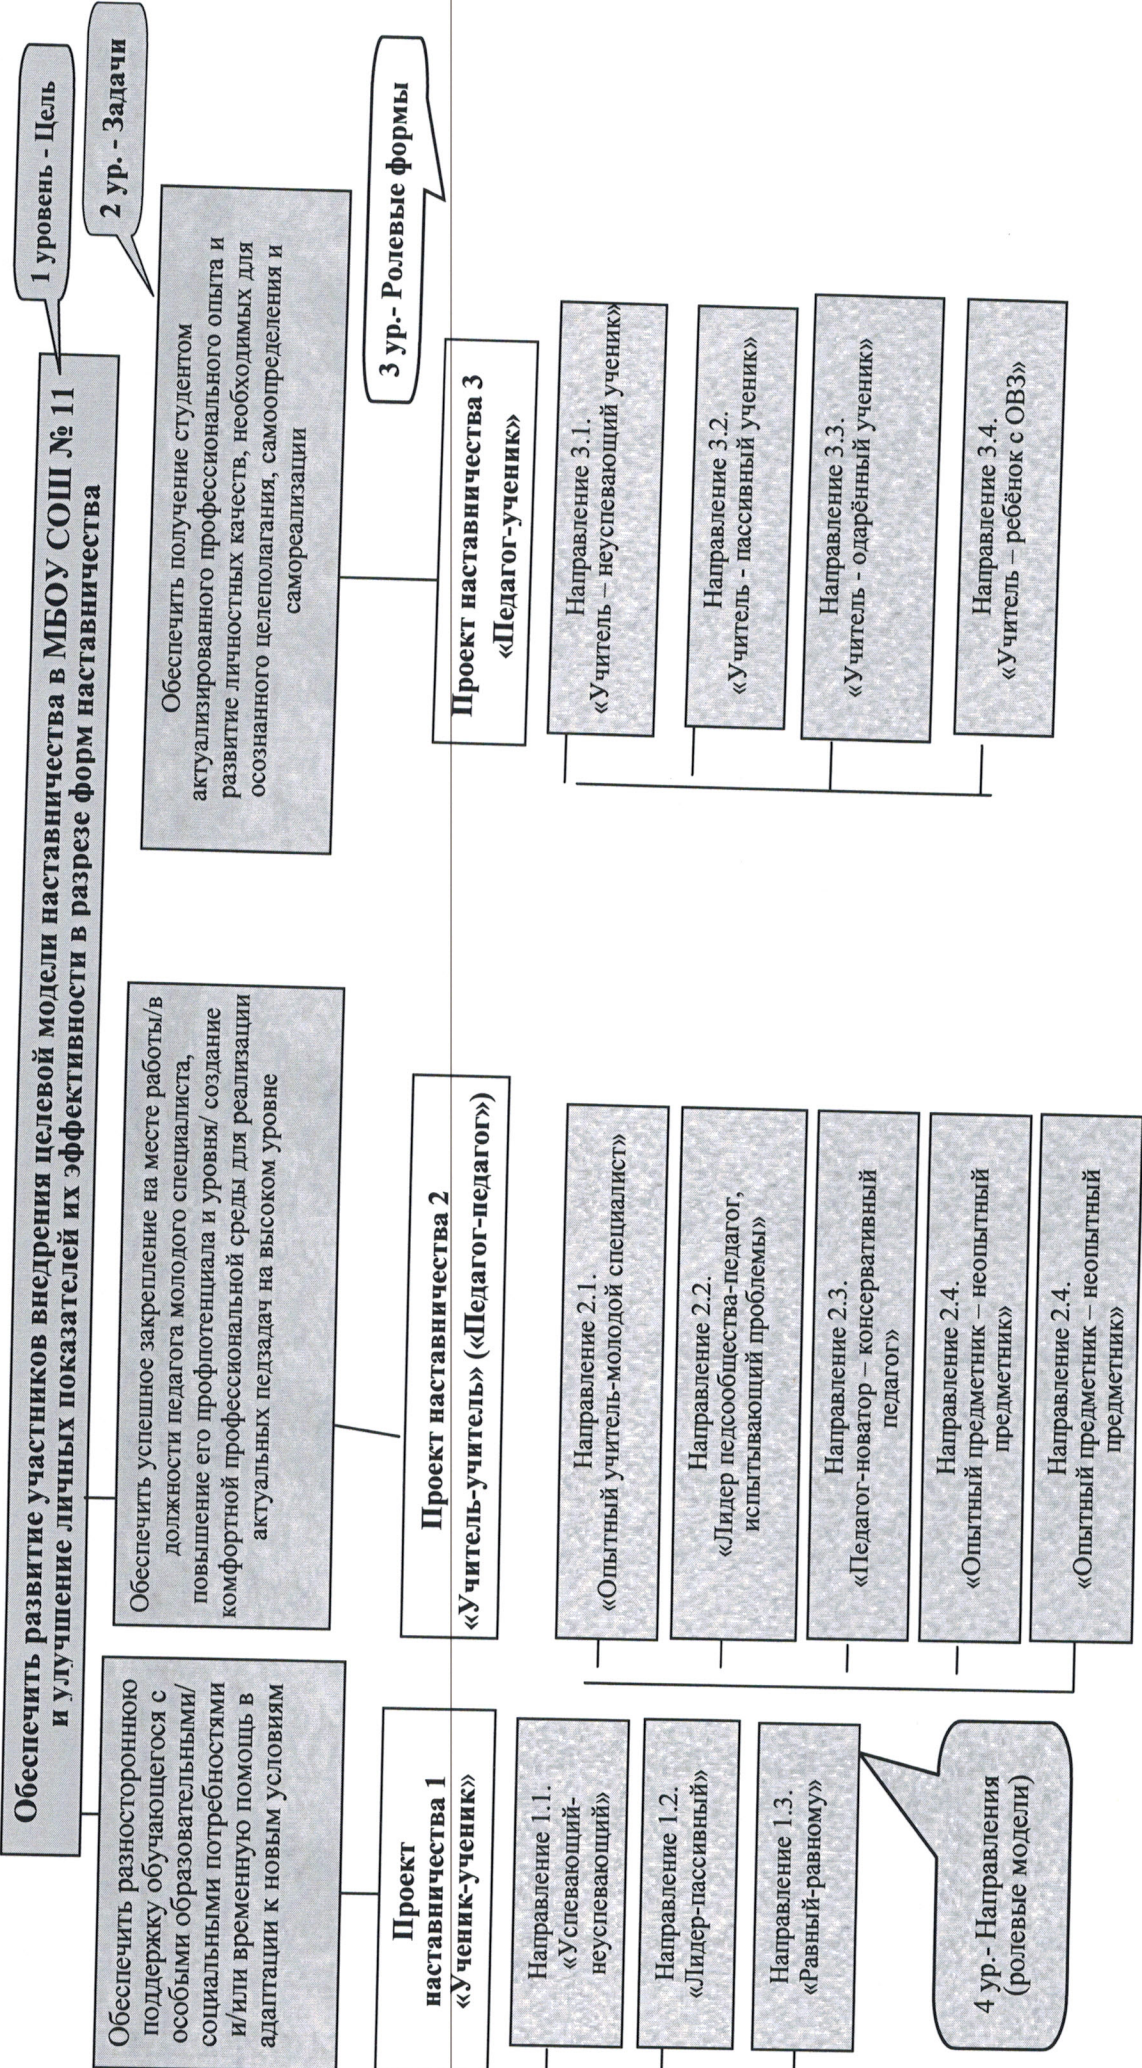 Обеспечить развитие участников внедрения целевой модели наставничества в МБОУ СОШ № 11
и улучшение личных показателей их эффективности в разрезе форм наставничества
1 уровень - Цель
2 ур. - Задачи
Обеспечить разностороннюю
поддержку обучающегося с
особыми образовательными/
социальными потребностями
и/или временную помощь в
адаптации к новым условиям
Обеспечить успешное закрепление на месте работы/в
должности педагога молодого специалиста,
повышение его профпотенциала и уровня/ создание
комфортной профессиональной среды для реализации
актуальных педзадач на высоком уровне
Обеспечить получение студентом
актуализированного профессионального опыта и
развитие личностных качеств, необходимых для
осознанного целеполагания, самоопределения и
самореализации
3 ур.- Ролевые формы
Проект
наставничества 1
«Ученик-ученик»
Проект наставничества 2
«Учитель-учитель» («Педагог-педагог»)
Проект наставничества 3
«Педагог-ученик»
Направление 1.1.
«Успевающий-
неуспевающий»
Направление 1.2.
«Лидер-пассивный»
Направление 1.3.
«Равный-равному»
4 ур.- Направления
(ролевые модели)
Направление 2.1.
«Опытный учитель-молодой специалист»
Направление 2.2.
«Лидер педсообщества-педагог,
испытывающий проблемы»
Направление 2.3.
«Педагог-новатор – консервативный
педагог»
Направление 2.4.
«Опытный предметник – неопытный
предметник»
Направление 2.4.
«Опытный предметник – неопытный
предметник»
Направление 3.1.
«Учитель – неуспевающий ученик»
Направление 3.2.
«Учитель - пассивный ученик»
Направление 3.3.
«Учитель - одарённый ученик»
Направление 3.4.
«Учитель – ребёнок с ОВЗ»